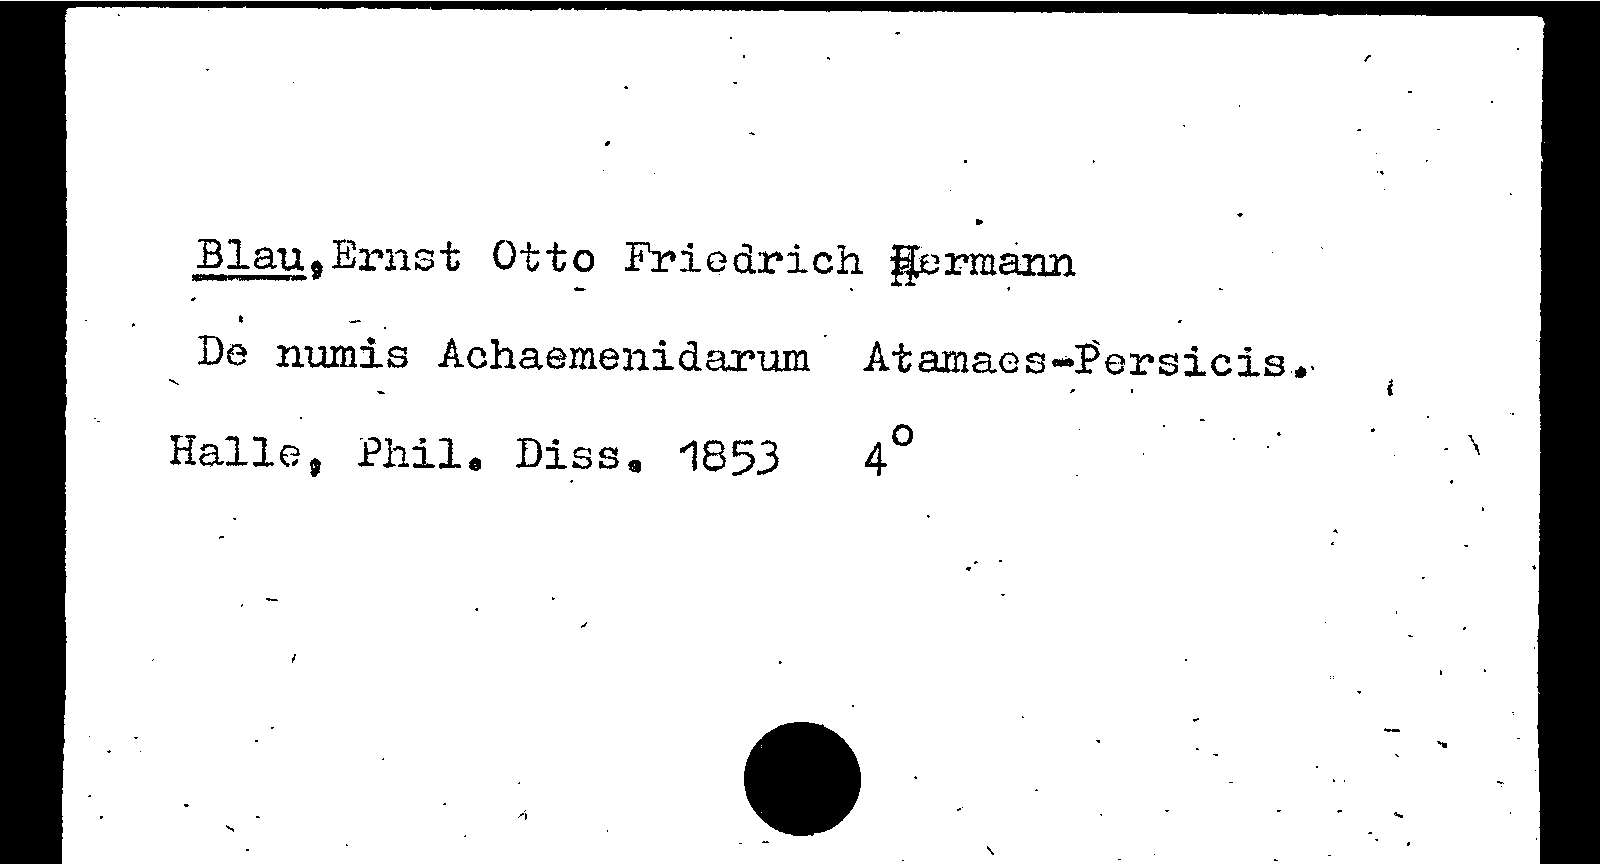 Blau,Ernst Otto Friedrich Hermann
De numis Achaemenidarum Atamaes-Persicis.
Halle, Phil. Diss. 1853 4°